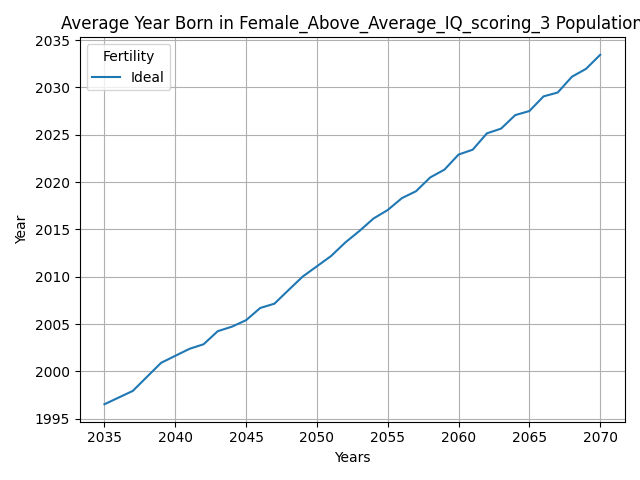 Average Year Born in Female_Above_Average_IQ_scoring_3 Population
Fertility
Ideal
Year
2035
2030
2025
2020
2015
2010
2005
2000
1995
2035 2040 2045 2050 2055 2060 2065 2070
Years